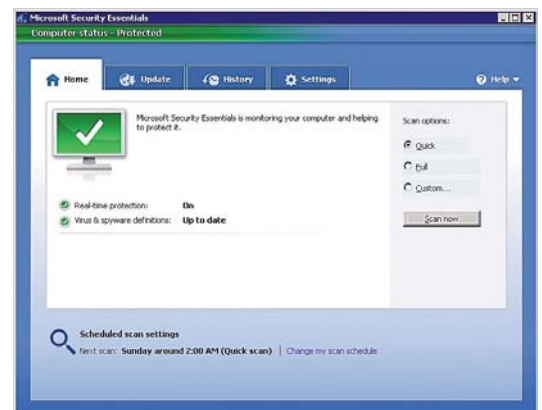 Microsoft Security Essentials
Computer status - Protected
Home
Update
History
Settings
Help
Microsoft Security Essentials is monitoring your computer and helping
to protect it.
Real-time protection: On
Virus & spyware definitions: Up to date
Scan options:
Quick
Full
Custom...
Scan now
Scheduled scan settings
Next scan: Sunday around 2:00 AM (Quick scan) | Change my scan schedule